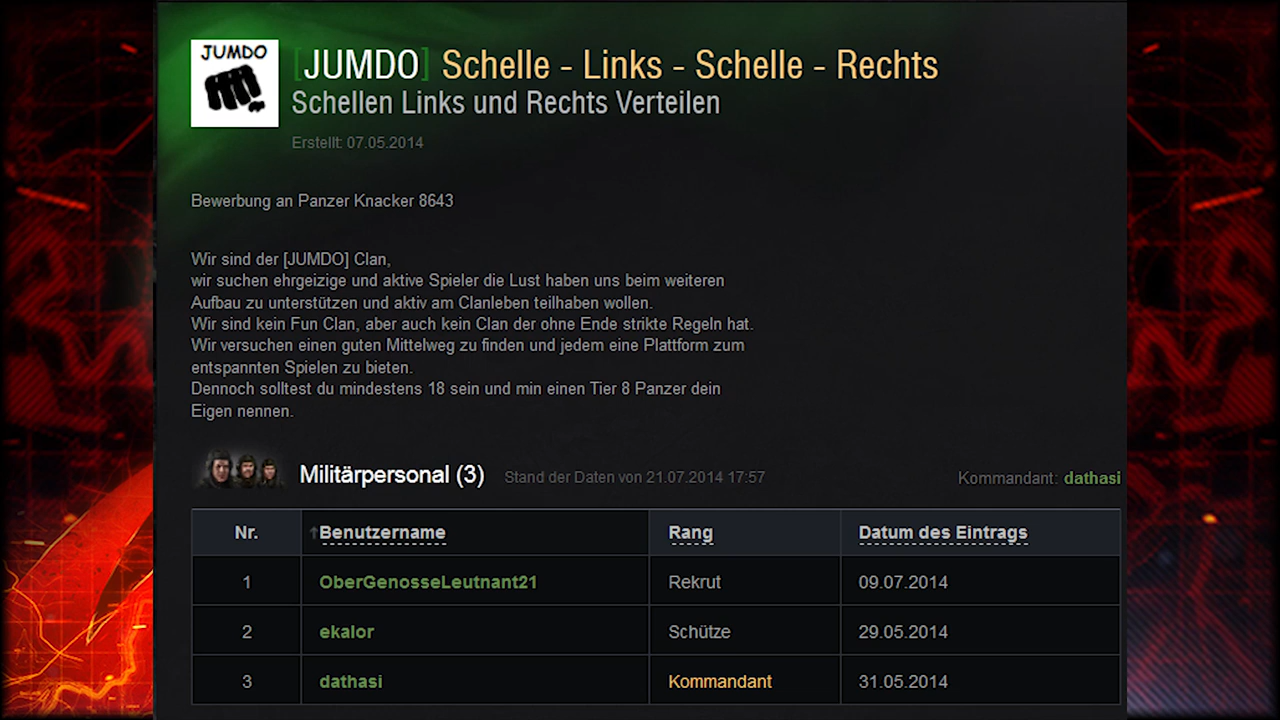 JUMDO
[JUMDO] Schelle - Links - Schelle - Rechts
Schellen Links und Rechts Verteilen
Erstellt: 07.05.2014
Bewerbung an Panzer Knacker 8643
Wir sind der [JUMDO] Clan,
wir suchen ehrgeizige und aktive Spieler die Lust haben uns beim weiteren
Aufbau zu unterstützen und aktiv am Clanleben teilhaben wollen.
Wir sind kein Fun Clan, aber auch kein Clan der ohne Ende strikte Regeln hat.
Wir versuchen einen guten Mittelweg zu finden und jedem eine Plattform zum
entspannten Spielen zu bieten.
Dennoch solltest du mindestens 18 sein und min einen Tier 8 Panzer dein
Eigen nennen.
Militärpersonal (3) Stand der Daten von 21.07.2014 17:57 Kommandant: dathasi
Nr. Benutzername Rang Datum des Eintrags
1 OberGenosseLeutnant21 Rekrut 09.07.2014
2 ekalor Schütze 29.05.2014
3 dathasi Kommandant 31.05.2014